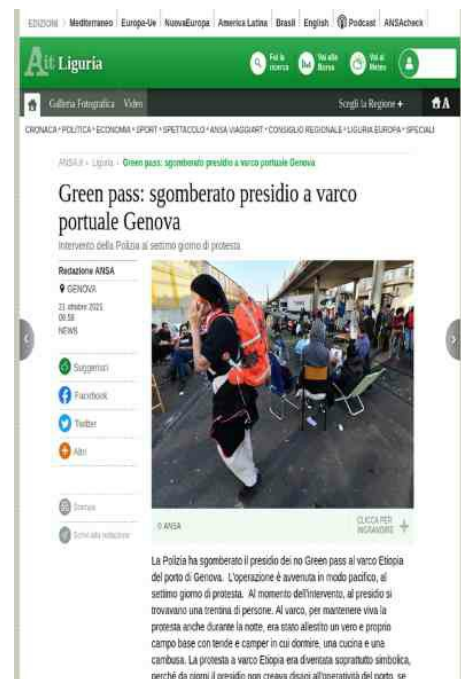 EDIZIONI Mediterraneo Europa-Ue NuovaEuropa America Latina Brasil English Podcast ANSAcheck
Ait Liguria
Fai la ricerca
Vai alle Borsa
Vai al Meteo
Galleria Fotografica Video Scegli la Regione + A
CRONACA • POLITICA • ECONOMIA • SPORT • SPETTACOLO • ANSA VIAGGIART • CONSIGLIO REGIONALE • LIGURIA EUROPA • SPECIALI
ANSA.it › Liguria › Green pass: sgomberato presidio a varco portuale Genova
Green pass: sgomberato presidio a varco
portuale Genova
Intervento della Polizia al settimo giorno di protesta
Redazione ANSA
GENOVA
21 ottobre 2021
NEWS
Suggerisci
Facebook
Twitter
Altri
Stampa
Scrivi alla redazione
© ANSA
CLICCA PER
INGRANDIRE +
La Polizia ha sgomberato il presidio dei no Green pass al varco Etiopia
del porto di Genova. L'operazione è avvenuta in modo pacifico, al
settimo giorno di protesta. Al momento dell'intervento, al presidio si
trovavano una trentina di persone. Al varco, per mantenere viva la
protesta anche durante la notte, era stato allestito un vero e proprio
campo base con tende e camper in cui dormire, una cucina e una
cambusa. La protesta a varco Etiopia era diventata soprattutto simbolica,
perché da giorni il presidio non creava disagi all'operatività del porto, se